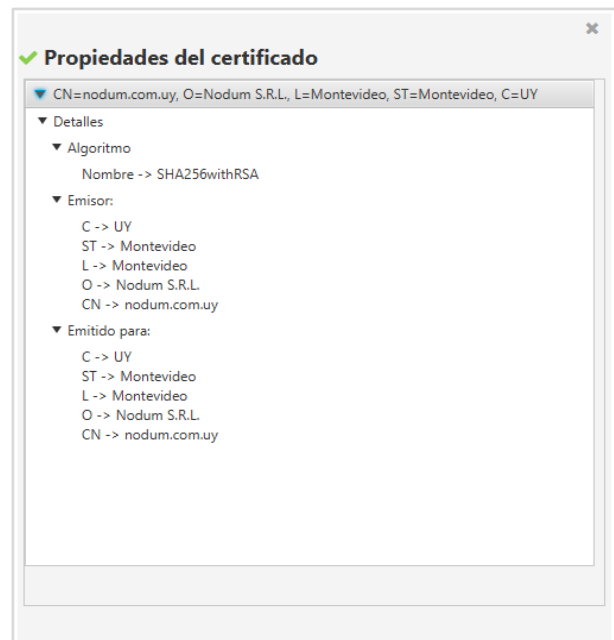 Propiedades del certificado
CN=nodum.com.uy, O=Nodum S.R.L., L=Montevideo, ST=Montevideo, C=UY
Detalles
Algoritmo
Nombre -> SHA256withRSA
Emisor:
C -> UY
ST -> Montevideo
L -> Montevideo
O -> Nodum S.R.L.
CN -> nodum.com.uy
Emitido para:
C -> UY
ST -> Montevideo
L -> Montevideo
O -> Nodum S.R.L.
CN -> nodum.com.uy